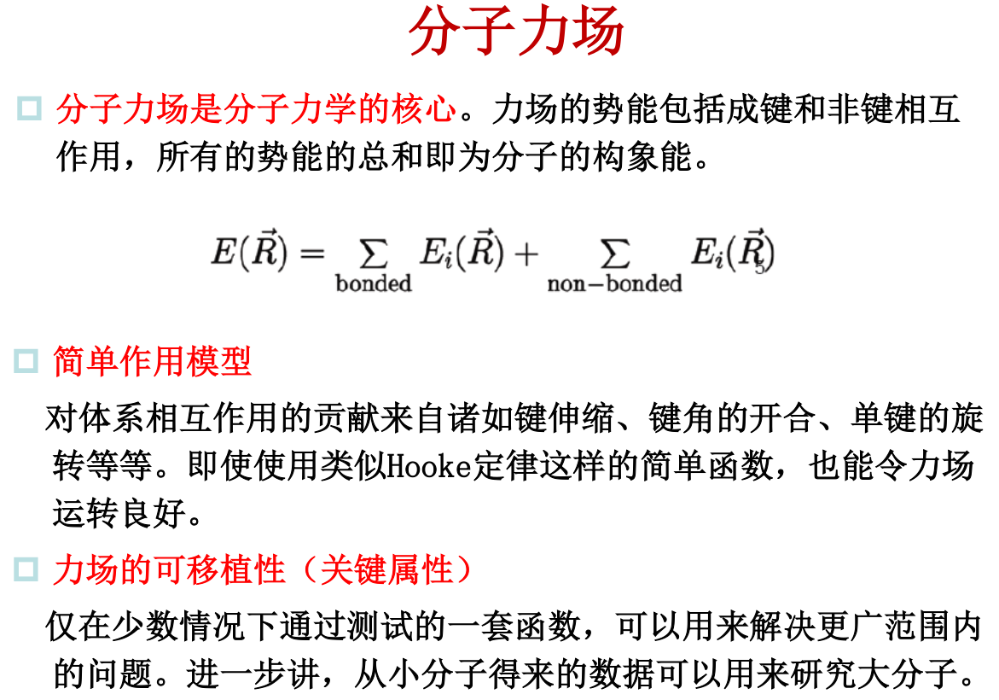 分子力场
分子力场是分子力学的核心。力场的势能包括成键和非键相互
作用，所有的势能的总和即为分子的构象能。
E(R⃗) = ∑ E_i(R⃗) + ∑ E_i(R⃗)
bonded non−bonded
5
简单作用模型
对体系相互作用的贡献来自诸如键伸缩、键角的开合、单键的旋
转等等。即使使用类似Hooke定律这样的简单函数，也能令力场
运转良好。
力场的可移植性（关键属性）
仅在少数情况下通过测试的一套函数，可以用来解决更广范围内
的问题。进一步讲，从小分子得来的数据可以用来研究大分子。